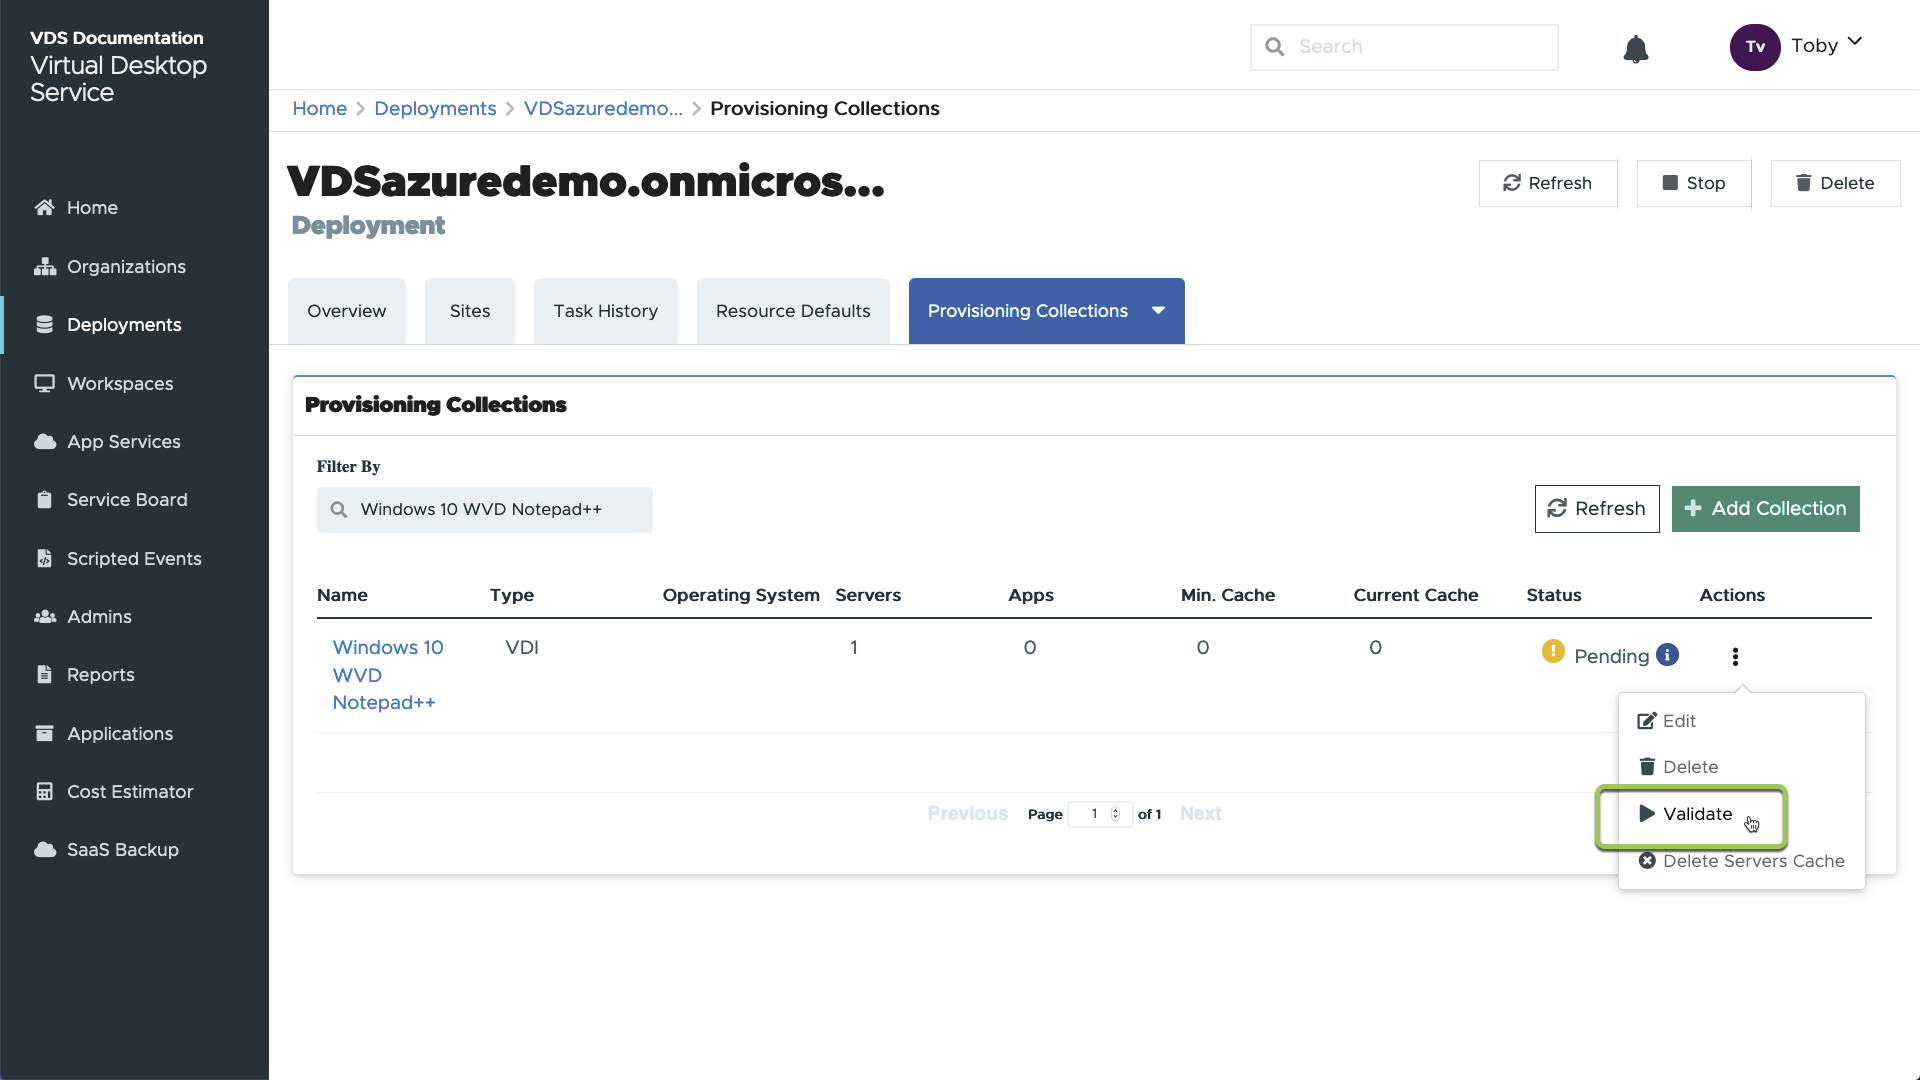 VDS Documentation
Virtual Desktop
Service
Home
Organizations
Deployments
Workspaces
App Services
Service Board
Scripted Events
Admins
Reports
Applications
Cost Estimator
SaaS Backup
Search
Tv
Toby
Home
Deployments
VDSazuredemo...
Provisioning Collections
VDSazuredemo.onmicros...
Deployment
Refresh
Stop
Delete
Overview
Sites
Task History
Resource Defaults
Provisioning Collections
Provisioning Collections
Filter By
Windows 10 WVD Notepad++
Refresh
Add Collection
Name Type Operating System Servers Apps Min. Cache Current Cache Status Actions
Windows 10 VDI 1 0 0 0 Pending
WVD
Notepad++
Edit
Delete
Validate
Delete Servers Cache
Previous Page 1 of 1 Next